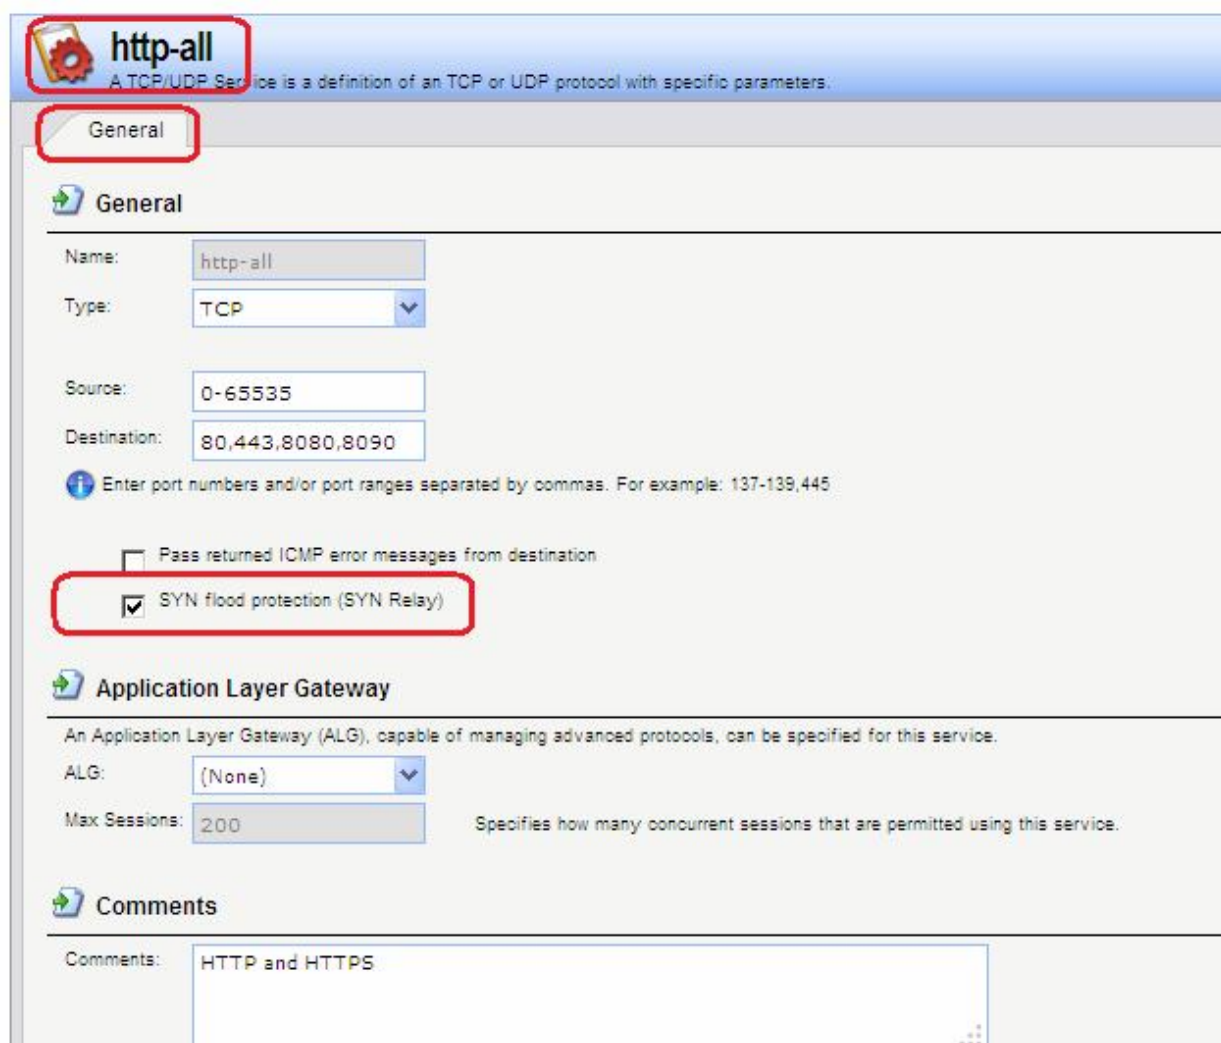 http-all
A TCP/UDP Service is a definition of an TCP or UDP protocol with specific parameters.
General
General
Name: http-all
Type: TCP
Source: 0-65535
Destination: 80,443,8080,8090
Enter port numbers and/or port ranges separated by commas. For example: 137-139,445
Pass returned ICMP error messages from destination
SYN flood protection (SYN Relay)
Application Layer Gateway
An Application Layer Gateway (ALG), capable of managing advanced protocols, can be specified for this service.
ALG: (None)
Max Sessions: 200 Specifies how many concurrent sessions that are permitted using this service.
Comments
Comments: HTTP and HTTPS